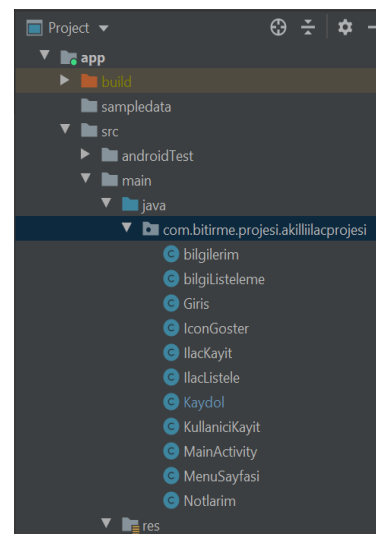 Project
app
build
sampledata
src
androidTest
main
java
com.bitirme.projesi.akilliilacprojesi
bilgilerim
bilgiListeleme
Giris
IconGoster
IlacKayit
IlacListele
Kaydol
KullaniciKayit
MainActivity
MenuSayfasi
Notlarim
res